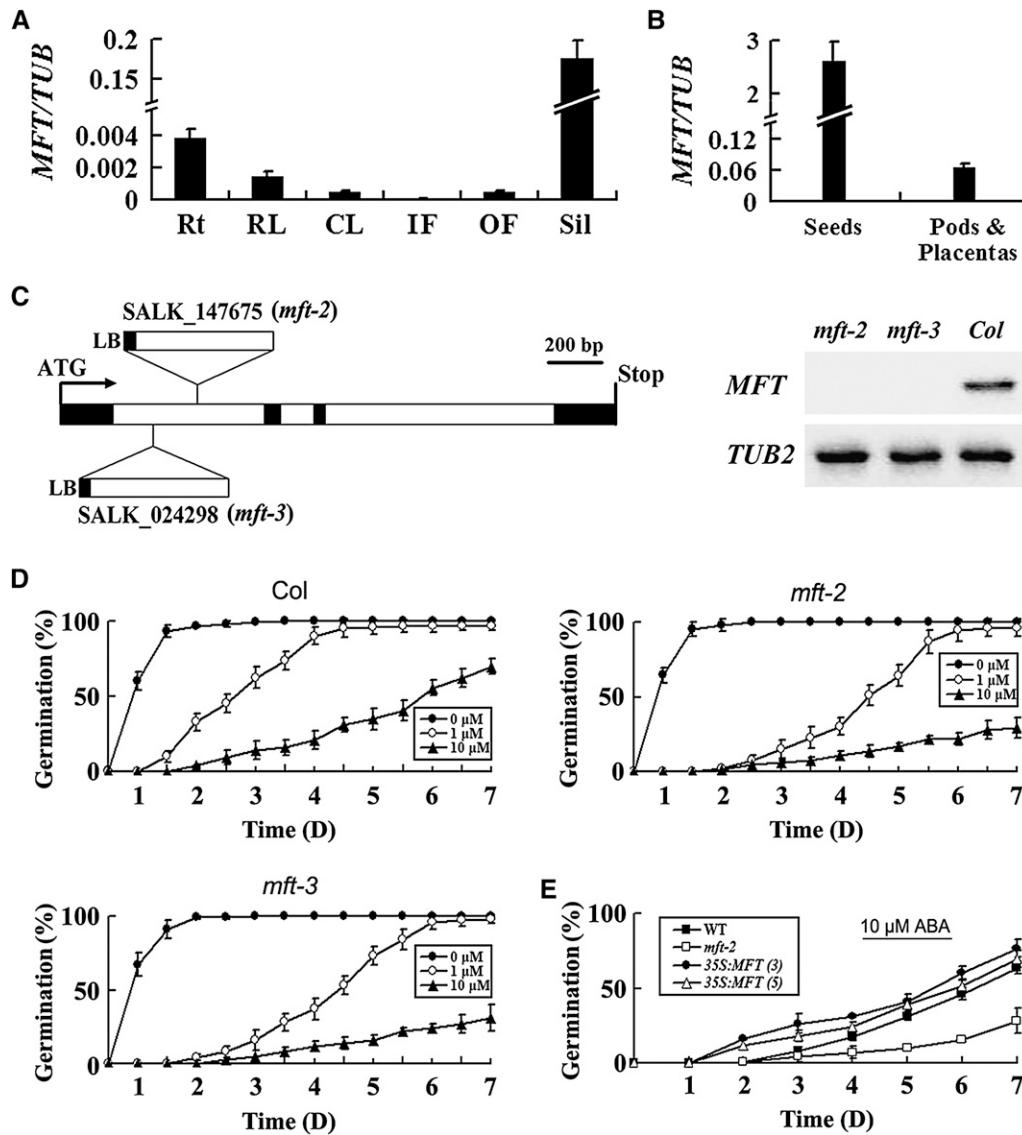 A
MFT/TUB
0.2
0.15
0.004
0.002
0
Rt RL CL IF OF Sil
B
MFT/TUB
3
2
0.12
0.06
0
Seeds Pods &
Placentas
C
SALK_147675 (mft-2)
LB
ATG
200 bp
Stop
LB
SALK_024298 (mft-3)
mft-2 mft-3 Col
MFT
TUB2
D
Col
Germination (%)
100
50
0
0 µM
1 µM
10 µM
1 2 3 4 5 6 7
Time (D)
mft-2
Germination (%)
100
50
0
0 µM
1 µM
10 µM
1 2 3 4 5 6 7
Time (D)
mft-3
Germination (%)
100
50
0
0 µM
1 µM
10 µM
1 2 3 4 5 6 7
Time (D)
E
Germination (%)
100
50
0
WT
mft-2
35S:MFT (3)
35S:MFT (5)
10 µM ABA
1 2 3 4 5 6 7
Time (D)